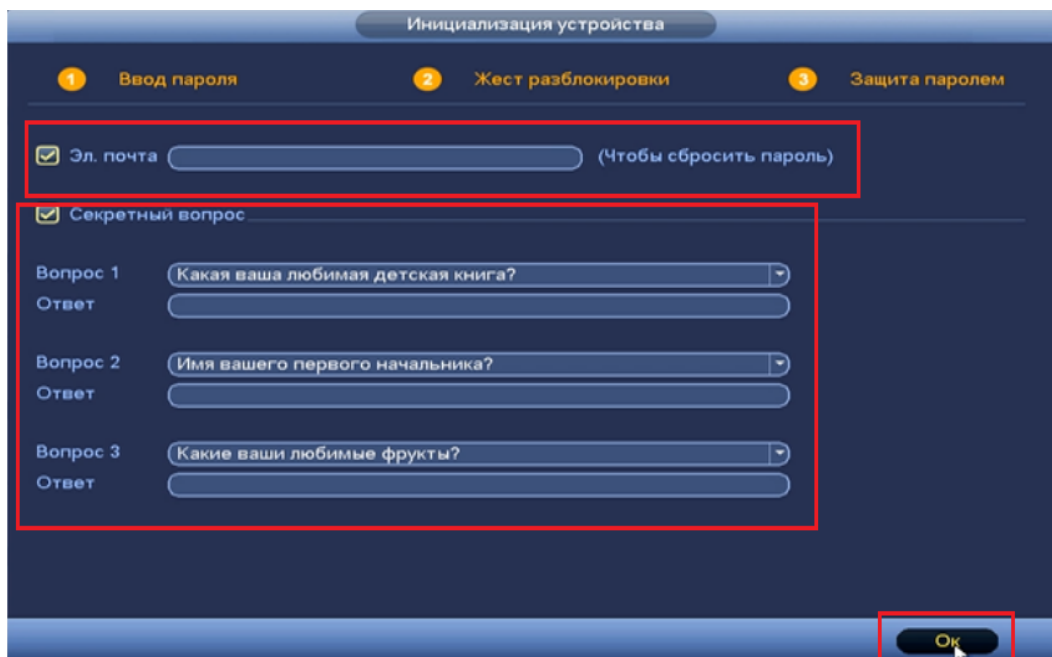 Инициализация устройства
1 Ввод пароля 2 Жест разблокировки 3 Защита паролем
Эл. почта (Чтобы сбросить пароль)
Секретный вопрос
Вопрос 1 Какая ваша любимая детская книга?
Ответ
Вопрос 2 Имя вашего первого начальника?
Ответ
Вопрос 3 Какие ваши любимые фрукты?
Ответ
Ок